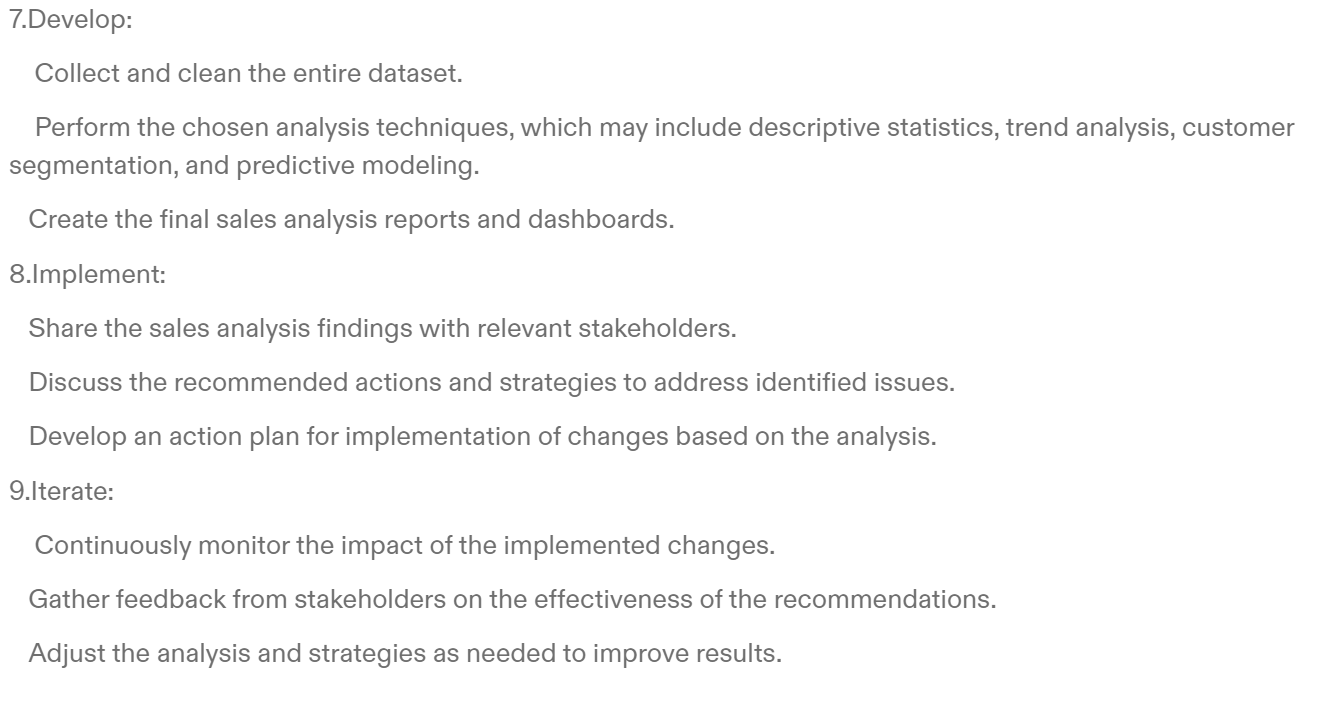 7.Develop:
Collect and clean the entire dataset.
Perform the chosen analysis techniques, which may include descriptive statistics, trend analysis, customer
segmentation, and predictive modeling.
Create the final sales analysis reports and dashboards.
8.Implement:
Share the sales analysis findings with relevant stakeholders.
Discuss the recommended actions and strategies to address identified issues.
Develop an action plan for implementation of changes based on the analysis.
9.Iterate:
Continuously monitor the impact of the implemented changes.
Gather feedback from stakeholders on the effectiveness of the recommendations.
Adjust the analysis and strategies as needed to improve results.